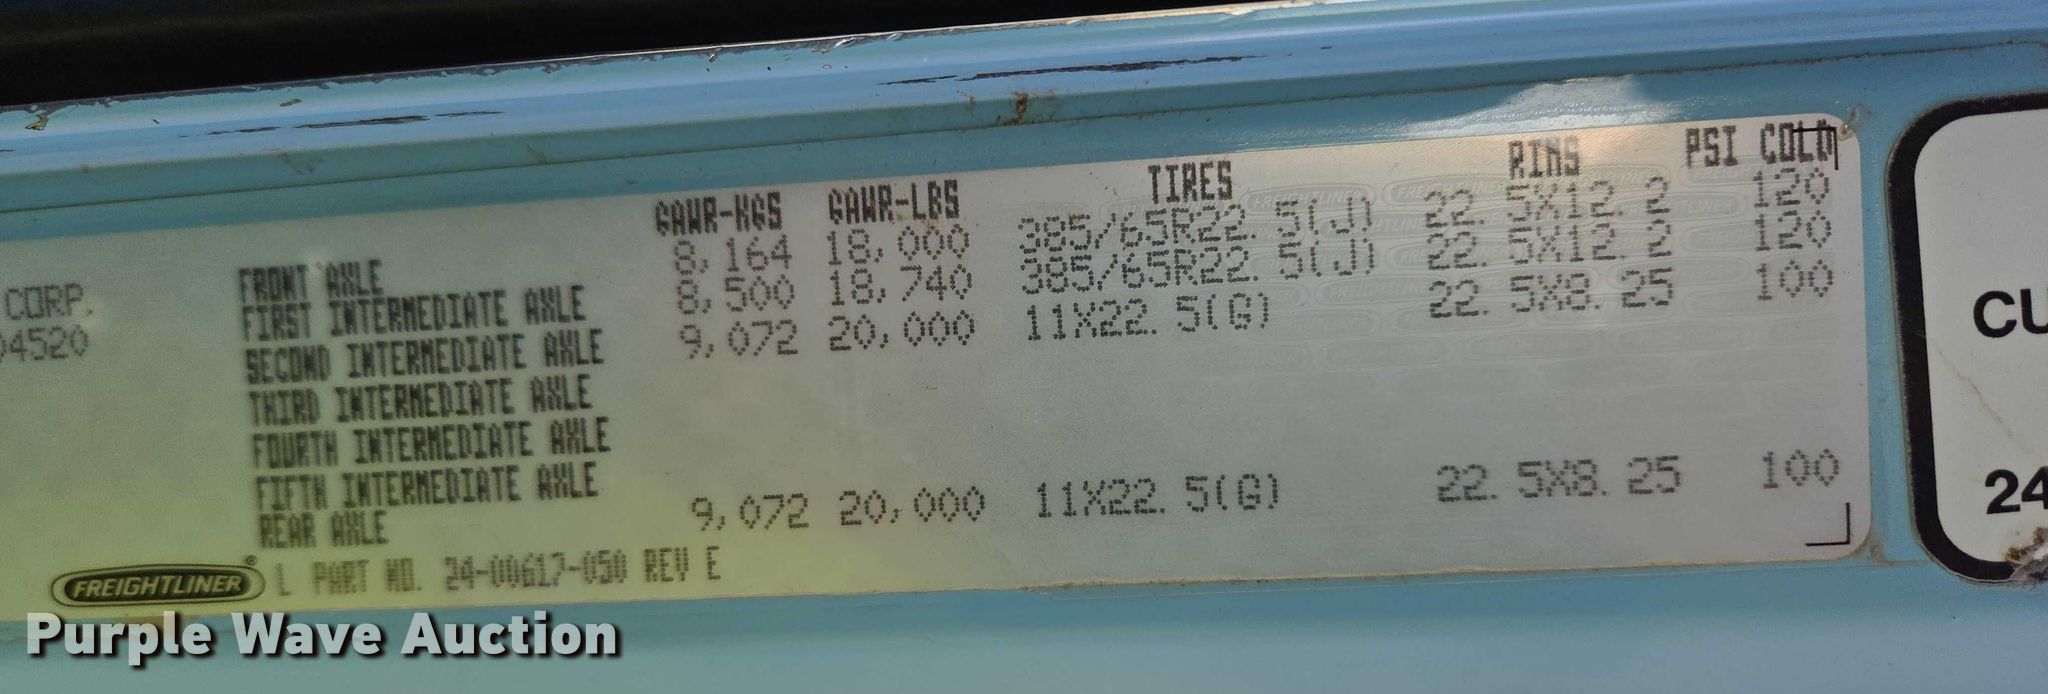 GAWR-KGS GAWR-LBS TIRES RIMS PSI COLD
FRONT AXLE 8,164 18,000 385/65R22.5(J) 22.5X12.2 120
FIRST INTERMEDIATE AXLE 8,500 18,740 385/65R22.5(J) 22.5X12.2 120
SECOND INTERMEDIATE AXLE 9,072 20,000 11X22.5(G) 22.5X8.25 100
THIRD INTERMEDIATE AXLE
FOURTH INTERMEDIATE AXLE
FIFTH INTERMEDIATE AXLE
REAR AXLE 9,072 20,000 11X22.5(G) 22.5X8.25 100
CORP.
04520
FREIGHTLINER® L PART NO. 24-00617-050 REV E
CU
24
Purple Wave Auction